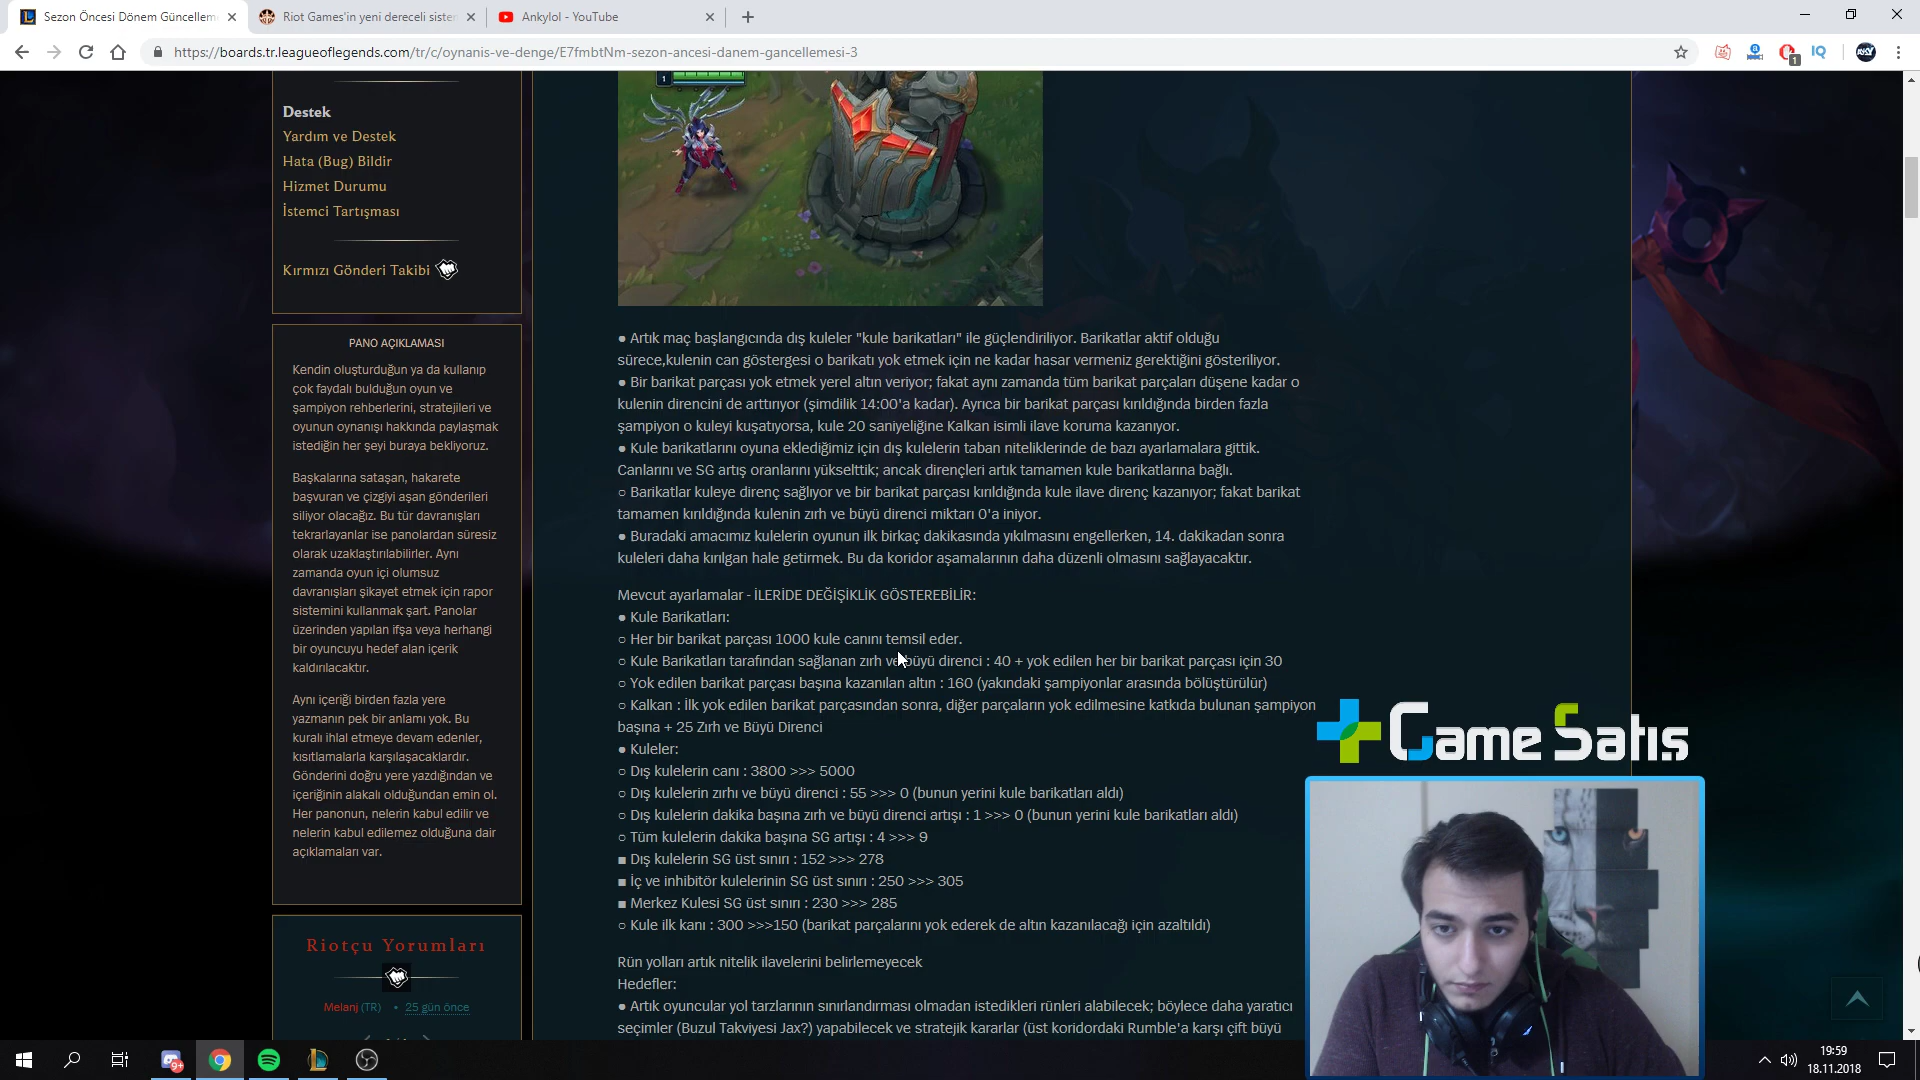 Sezon Öncesi Dönem Güncellem
Riot Games'in yeni dereceli sister
Ankylol - YouTube
https://boards.tr.leagueoflegends.com/tr/c/oynanis-ve-denge/E7fmbtNm-sezon-ancesi-danem-gancellemesi-3
IQ
1
1
Destek
Yardım ve Destek
Hata (Bug) Bildir
Hizmet Durumu
İstemci Tartışması
Kırmızı Gönderi Takibi
PANO AÇIKLAMASI
Kendin oluşturduğun ya da kullanıp
çok faydalı bulduğun oyun ve
şampiyon rehberlerini, stratejileri ve
oyunun oynanışı hakkında paylaşmak
istediğin her şeyi buraya bekliyoruz.
Başkalarına sataşan, hakarete
başvuran ve çizgiyi aşan gönderileri
siliyor olacağız. Bu tür davranışları
tekrarlayanlar ise panolardan süresiz
olarak uzaklaştırılabilirler. Aynı
zamanda oyun içi olumsuz
davranışları şikayet etmek için rapor
sistemini kullanmak şart. Panolar
üzerinden yapılan ifşa veya herhangi
bir oyuncuyu hedef alan içerik
kaldırılacaktır.
Aynı içeriği birden fazla yere
yazmanın pek bir anlamı yok. Bu
kuralı ihlal etmeye devam edenler,
kısıtlamalarla karşılaşacaklardır.
Gönderini doğru yere yazdığından ve
içeriğinin alakalı olduğundan emin ol.
Her panonun, nelerin kabul edilir ve
nelerin kabul edilemez olduğuna dair
açıklamaları var.
Riotçu Yorumları
Melanj (TR) • 25 gün önce
● Artık maç başlangıcında dış kuleler "kule barikatları" ile güçlendiriliyor. Barikatlar aktif olduğu
sürece,kulenin can göstergesi o barikatı yok etmek için ne kadar hasar vermeniz gerektiğini gösteriliyor.
● Bir barikat parçası yok etmek yerel altın veriyor; fakat aynı zamanda tüm barikat parçaları düşene kadar o
kulenin direncini de arttırıyor (şimdilik 14:00'a kadar). Ayrıca bir barikat parçası kırıldığında birden fazla
şampiyon o kuleyi kuşatıyorsa, kule 20 saniyeliğine Kalkan isimli ilave koruma kazanıyor.
● Kule barikatlarını oyuna eklediğimiz için dış kulelerin taban niteliklerinde de bazı ayarlamalara gittik.
Canlarını ve SG artış oranlarını yükselttik; ancak dirençleri artık tamamen kule barikatlarına bağlı.
○ Barikatlar kuleye direnç sağlıyor ve bir barikat parçası kırıldığında kule ilave direnç kazanıyor; fakat barikat
tamamen kırıldığında kulenin zırh ve büyü direnci miktarı 0'a iniyor.
● Buradaki amacımız kulelerin oyunun ilk birkaç dakikasında yıkılmasını engellerken, 14. dakikadan sonra
kuleleri daha kırılgan hale getirmek. Bu da koridor aşamalarının daha düzenli olmasını sağlayacaktır.
Mevcut ayarlamalar - İLERİDE DEĞİŞİKLİK GÖSTEREBİLİR:
● Kule Barikatları:
○ Her bir barikat parçası 1000 kule canını temsil eder.
○ Kule Barikatları tarafından sağlanan zırh ve büyü direnci : 40 + yok edilen her bir barikat parçası için 30
○ Yok edilen barikat parçası başına kazanılan altın : 160 (yakındaki şampiyonlar arasında bölüştürülür)
○ Kalkan : İlk yok edilen barikat parçasından sonra, diğer parçaların yok edilmesine katkıda bulunan şampiyon
başına + 25 Zırh ve Büyü Direnci
● Kuleler:
○ Dış kulelerin canı : 3800 >>> 5000
○ Dış kulelerin zırhı ve büyü direnci : 55 >>> 0 (bunun yerini kule barikatları aldı)
○ Dış kulelerin dakika başına zırh ve büyü direnci artışı : 1 >>> 0 (bunun yerini kule barikatları aldı)
○ Tüm kulelerin dakika başına SG artışı : 4 >>> 9
■ Dış kulelerin SG üst sınırı : 152 >>> 278
■ İç ve inhibitör kulelerinin SG üst sınırı : 250 >>> 305
■ Merkez Kulesi SG üst sınırı : 230 >>> 285
○ Kule ilk kanı : 300 >>>150 (barikat parçalarını yok ederek de altın kazanılacağı için azaltıldı)
Rün yolları artık nitelik ilavelerini belirlemeyecek
Hedefler:
● Artık oyuncular yol tarzlarının sınırlandırması olmadan istedikleri rünleri alabilecek; böylece daha yaratıcı
seçimler (Buzul Takviyesi Jax?) yapabilecek ve stratejik kararlar (üst koridordaki Rumble'a karşı çift büyü
Game Satış
19:59
18.11.2018